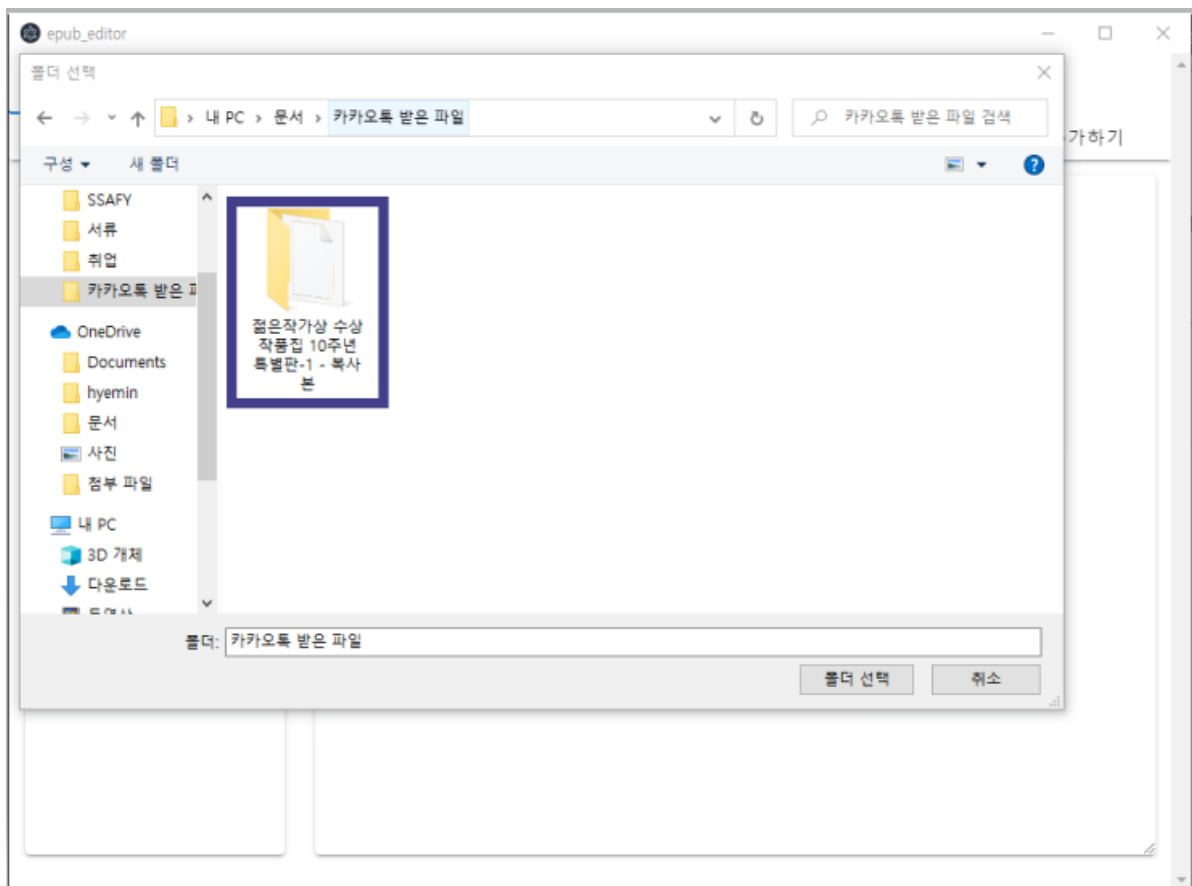 epub_editor
폴더 선택
내 PC > 문서 > 카카오톡 받은 파일
카카오톡 받은 파일 검색
가하기
구성
새 폴더
SSAFY
서류
취업
카카오톡 받은
OneDrive
Documents
hyemin
문서
사진
첨부 파일
내 PC
3D 개체
다운로드
젊은작가상 수상
작품집 10주년
특별판-1 - 복사
본
폴더: 카카오톡 받은 파일
폴더 선택
취소